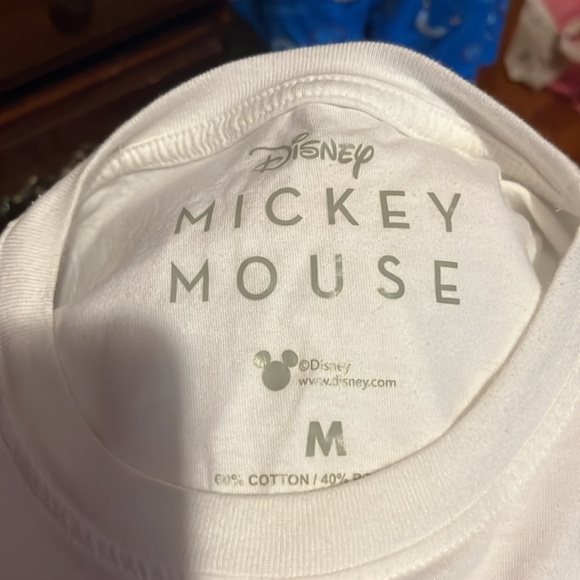 Disney
MICKEY
MOUSE
©Disney
www.disney.com
M
60% COTTON / 40%